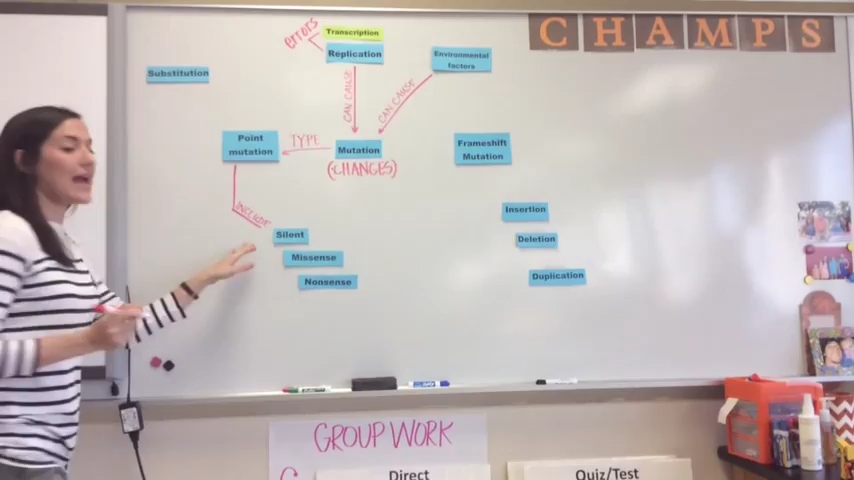 CHAMPS
errors
Transcription
Replication
Environmental
factors
Substitution
CAN CAUSE
CAN CAUSE
Point
mutation
TYPE
Mutation
(CHANGES)
Frameshift
Mutation
INCLUDE
Silent
Missense
Nonsense
Insertion
Deletion
Duplication
GROUP WORK
Direct
Quiz/Test